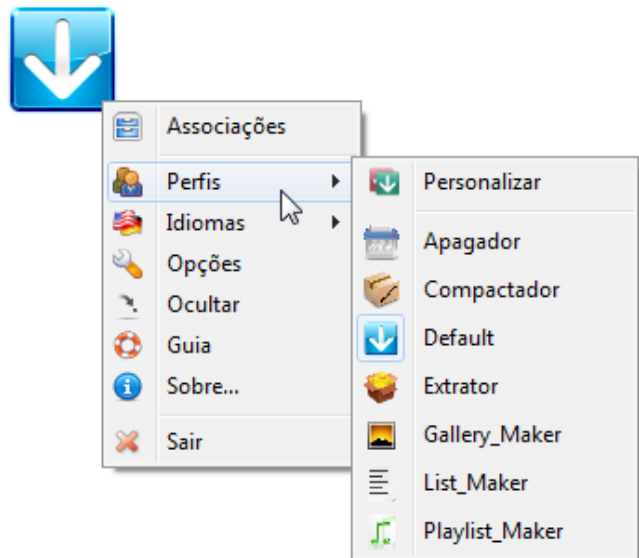 Associações
Perfis
Idiomas
Opções
Ocultar
Guia
Sobre...
Sair
Personalizar
Apagador
Compactador
Default
Extrator
Gallery_Maker
List_Maker
Playlist_Maker